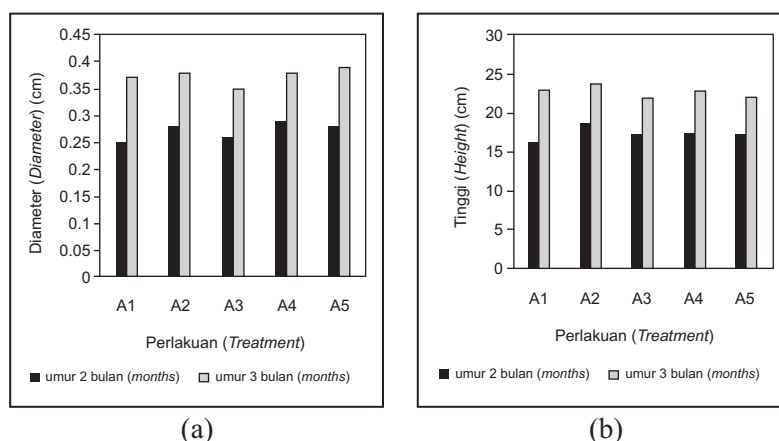 Diameter (Diameter) (cm)
0.45
0.4
0.35
0.3
0.25
0.2
0.15
0.1
0.05
0
A1 A2 A3 A4 A5
Perlakuan (Treatment)
umur 2 bulan (months) umur 3 bulan (months)
(a)
Tinggi (Height) (cm)
30
25
20
15
10
5
0
A1 A2 A3 A4 A5
Perlakuan (Treatment)
umur 2 bulan (months) umur 3 bulan (months)
(b)